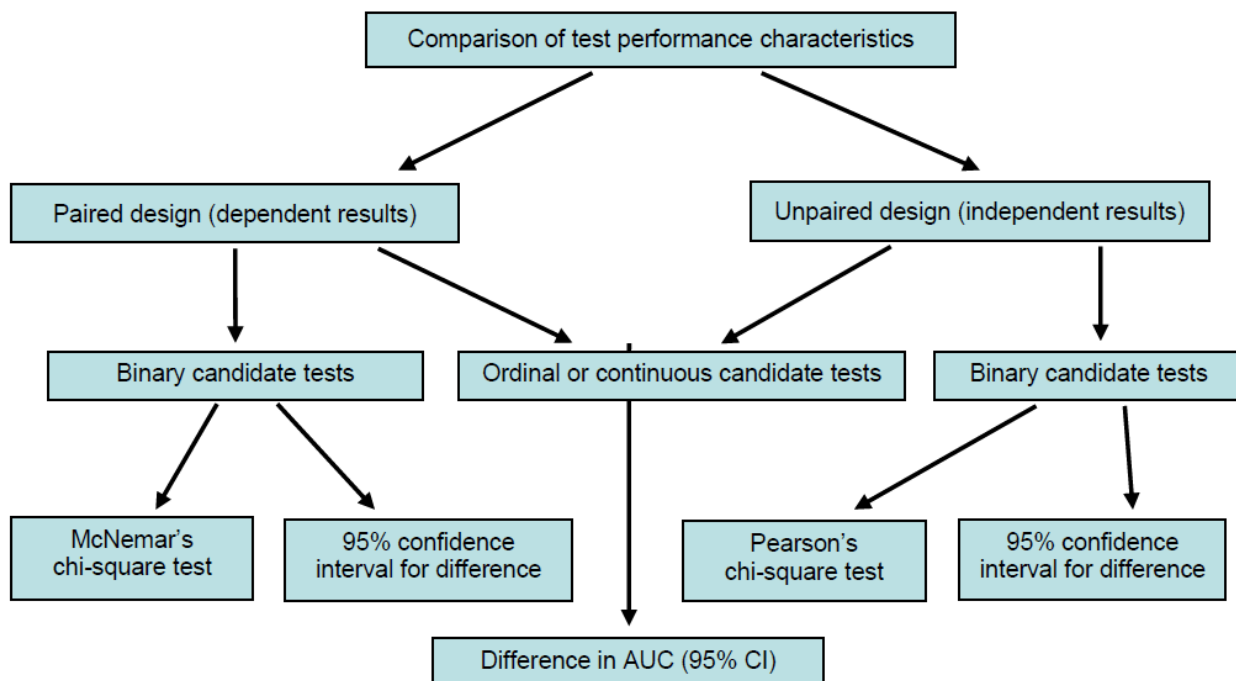 Comparison of test performance characteristics
Paired design (dependent results)
Unpaired design (independent results)
Binary candidate tests
Ordinal or continuous candidate tests
Binary candidate tests
McNemar’s
chi-square test
95% confidence
interval for difference
Pearson’s
chi-square test
95% confidence
interval for difference
Difference in AUC (95% CI)